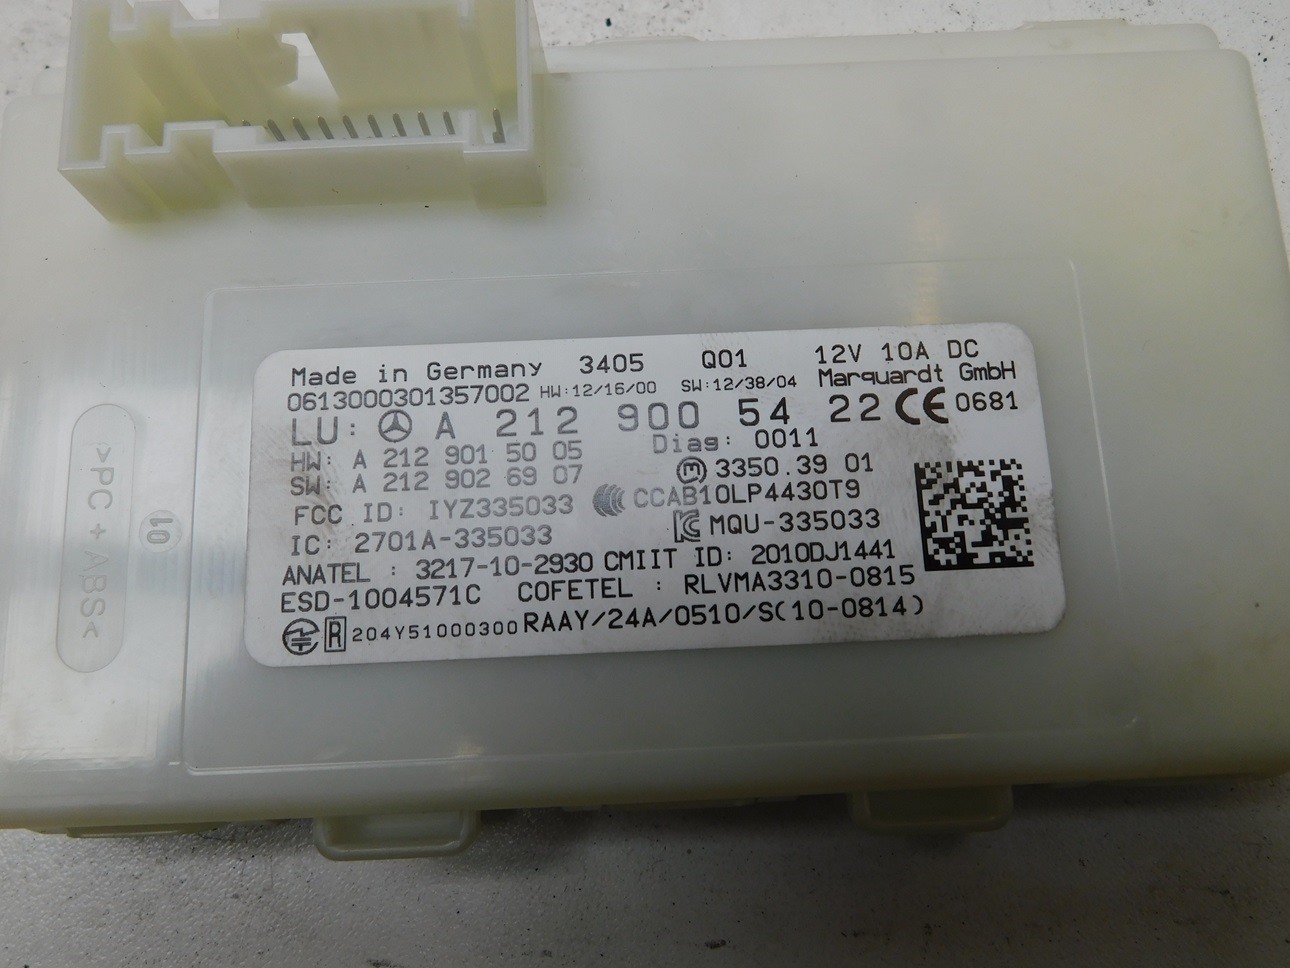 Made in Germany 3405 Q01 12V 10A DC
0613000301357002 HW:12/16/00 SW:12/38/04 Marquardt GmbH
LU: A 212 900 54 22 CE 0681
HW: A 212 901 50 05 Diag: 0011
SW: A 212 902 69 07 3350.39 01
FCC ID: IYZ335033 CCAB10LP4430T9
IC: 2701A-335033 MQU-335033
ANATEL : 3217-10-2930 CMIIT ID: 2010DJ1441
ESD-1004571C COFETEL : RLVMA3310-0815
R 204Y51000300 RAAY/24A/0510/S(10-0814)
>PC+ABS<
10